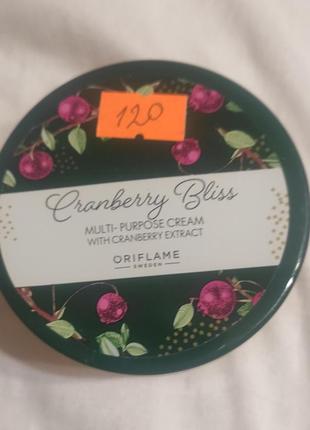 120
Cranberry Bliss
MULTI-PURPOSE CREAM
WITH CRANBERRY EXTRACT
ORIFLAME
SWEDEN